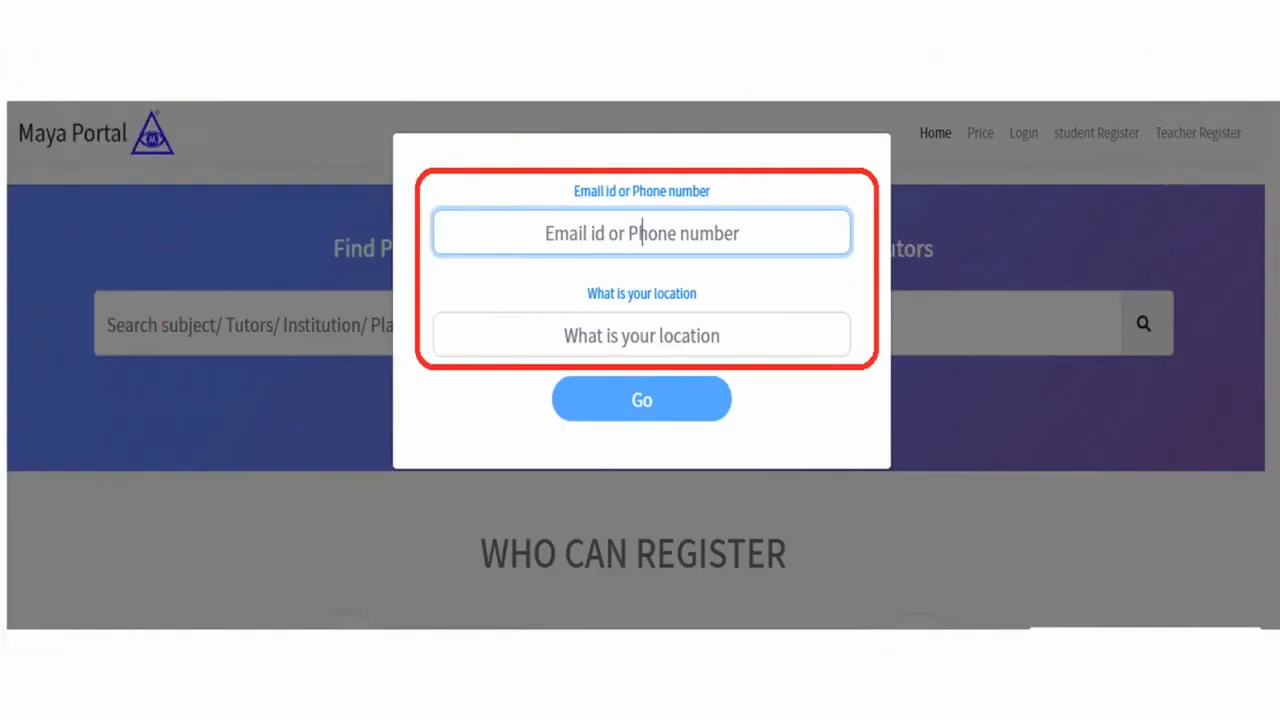 Maya Portal
M
Home Price Login student Register Teacher Register
Email id or Phone number
Email id or Phone number
Find P
utors
What is your location
Search subject/ Tutors/ Institution/ Pla
What is your location
Go
WHO CAN REGISTER